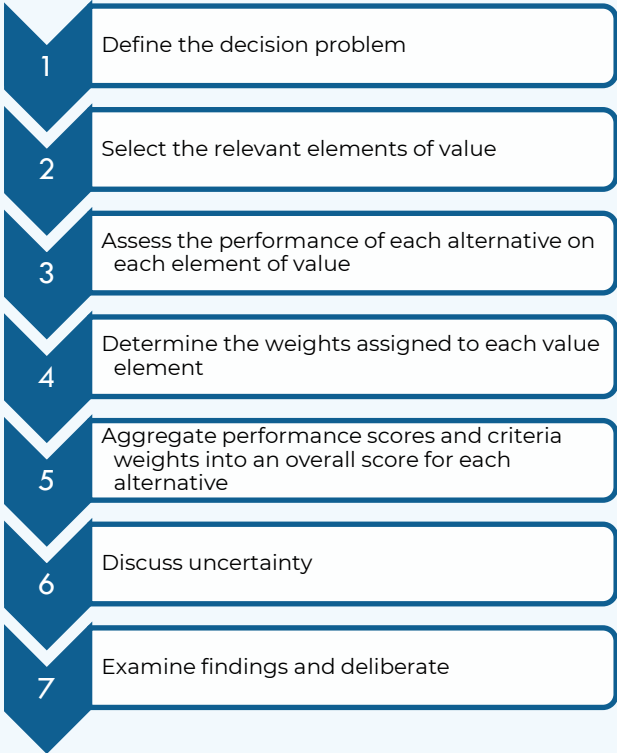 1
Define the decision problem
2
Select the relevant elements of value
3
Assess the performance of each alternative on
each element of value
4
Determine the weights assigned to each value
element
5
Aggregate performance scores and criteria
weights into an overall score for each
alternative
6
Discuss uncertainty
7
Examine findings and deliberate